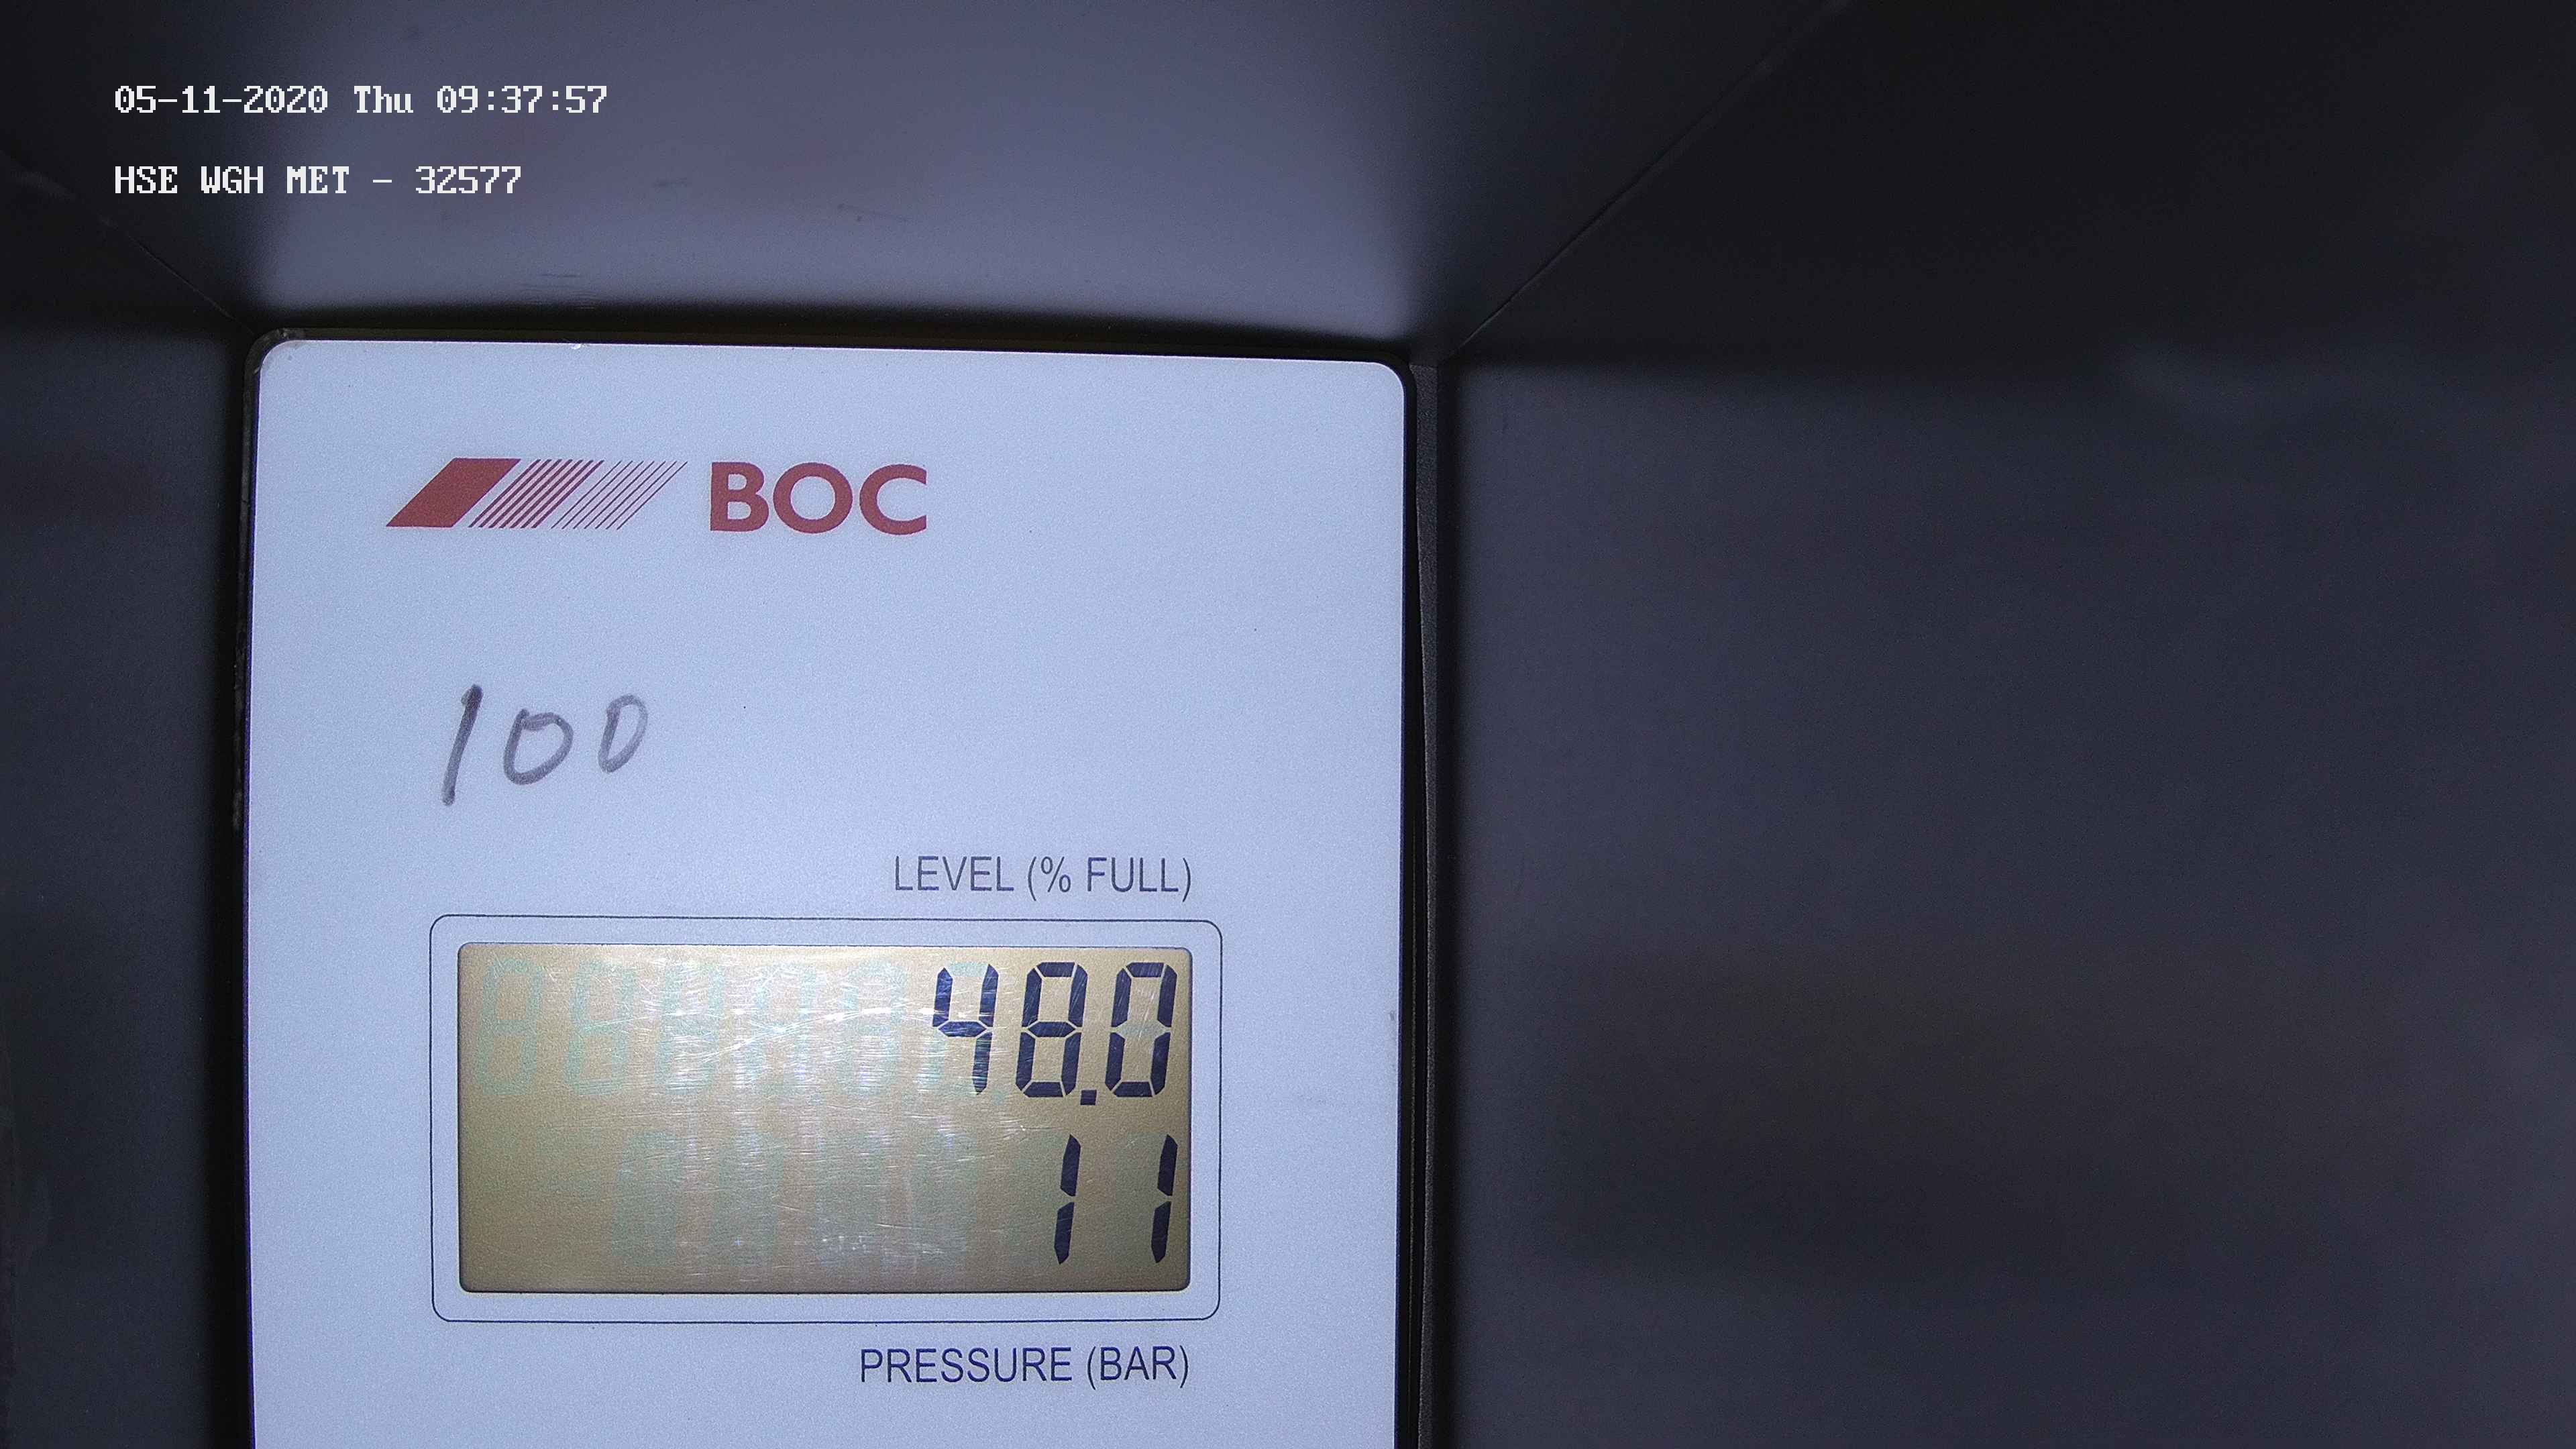 05-11-2020 Thu 09:37:57
HSE WGH MET - 32577
BOC
100
LEVEL (% FULL)
48.0
11
PRESSURE (BAR)